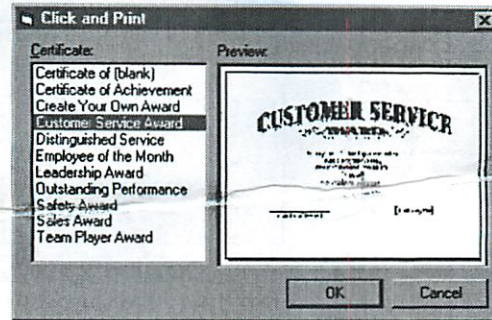 Click and Print
Certificate:
Preview:
Certificate of (blank)
Certificate of Achievement
Create Your Own Award
Customer Service Award
Distinguished Service
Employee of the Month
Leadership Award
Outstanding Performance
Safety Award
Sales Award
Team Player Award
CUSTOMER SERVICE
AWARD
OK
Cancel